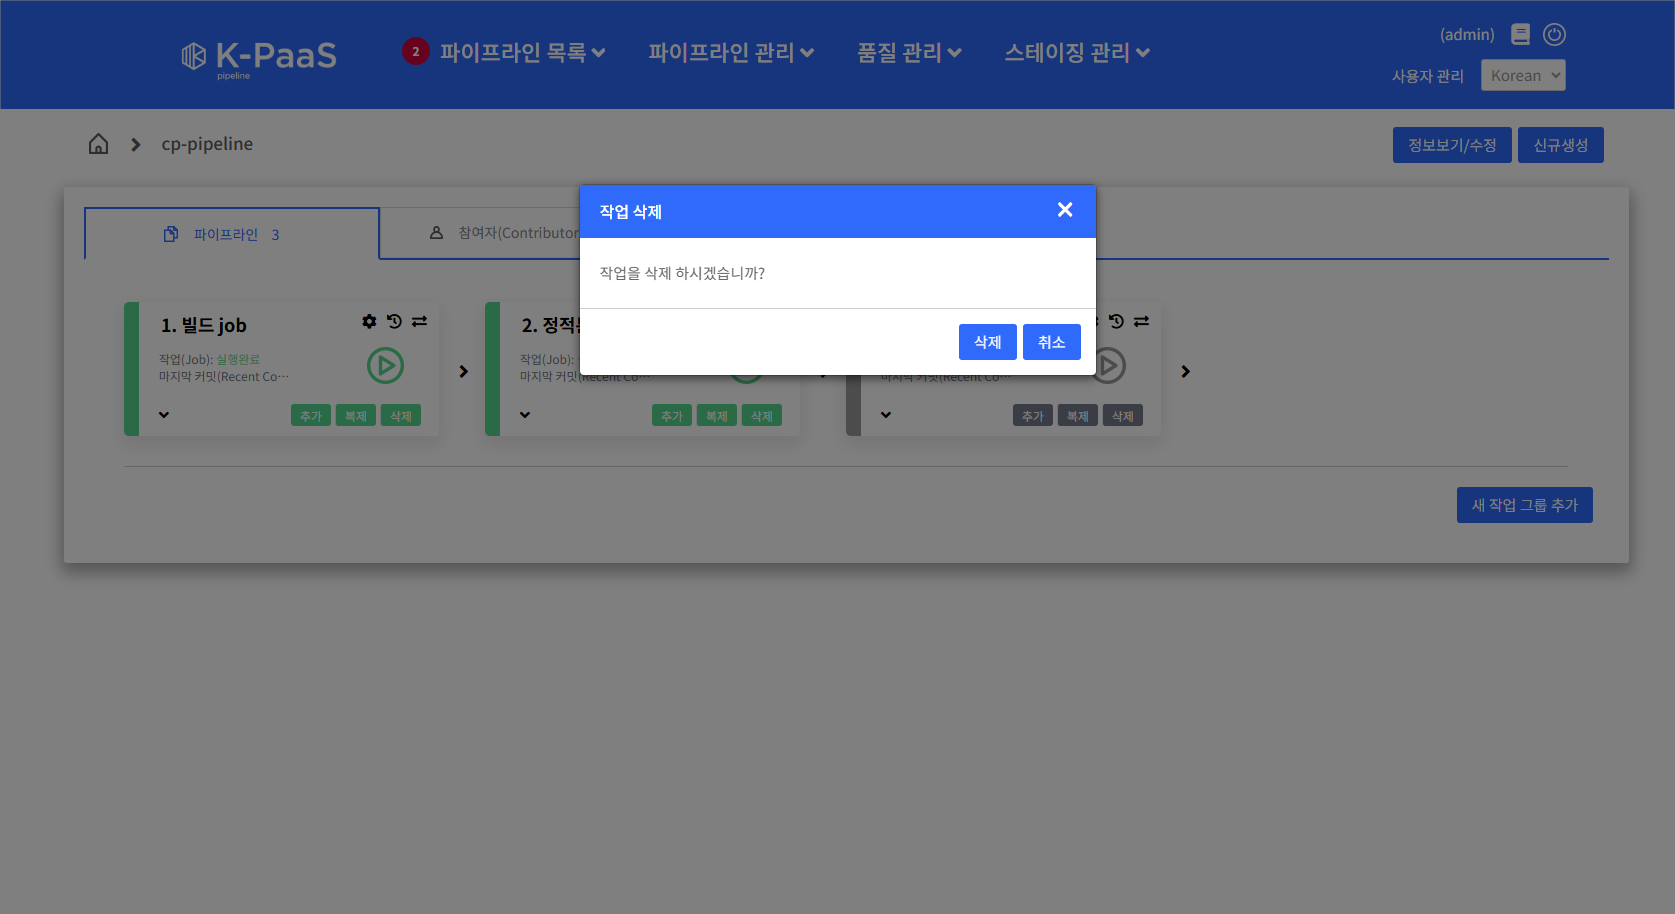 K-PaaS
pipeline
2
파이프라인 목록
파이프라인 관리
품질 관리
스테이징 관리
(admin)
사용자 관리
Korean
cp-pipeline
정보보기/수정
신규생성
파이프라인 3
참여자(Contributor
작업 삭제
작업을 삭제 하시겠습니까?
삭제
취소
1. 빌드 job
작업(Job): 실행완료
마지막 커밋(Recent Co…
추가
복제
삭제
2. 정적
작업(Job):
마지막 커밋(Recent Co…
추가
복제
삭제
마지막 커밋(Recent Co…
추가
복제
삭제
새 작업 그룹 추가